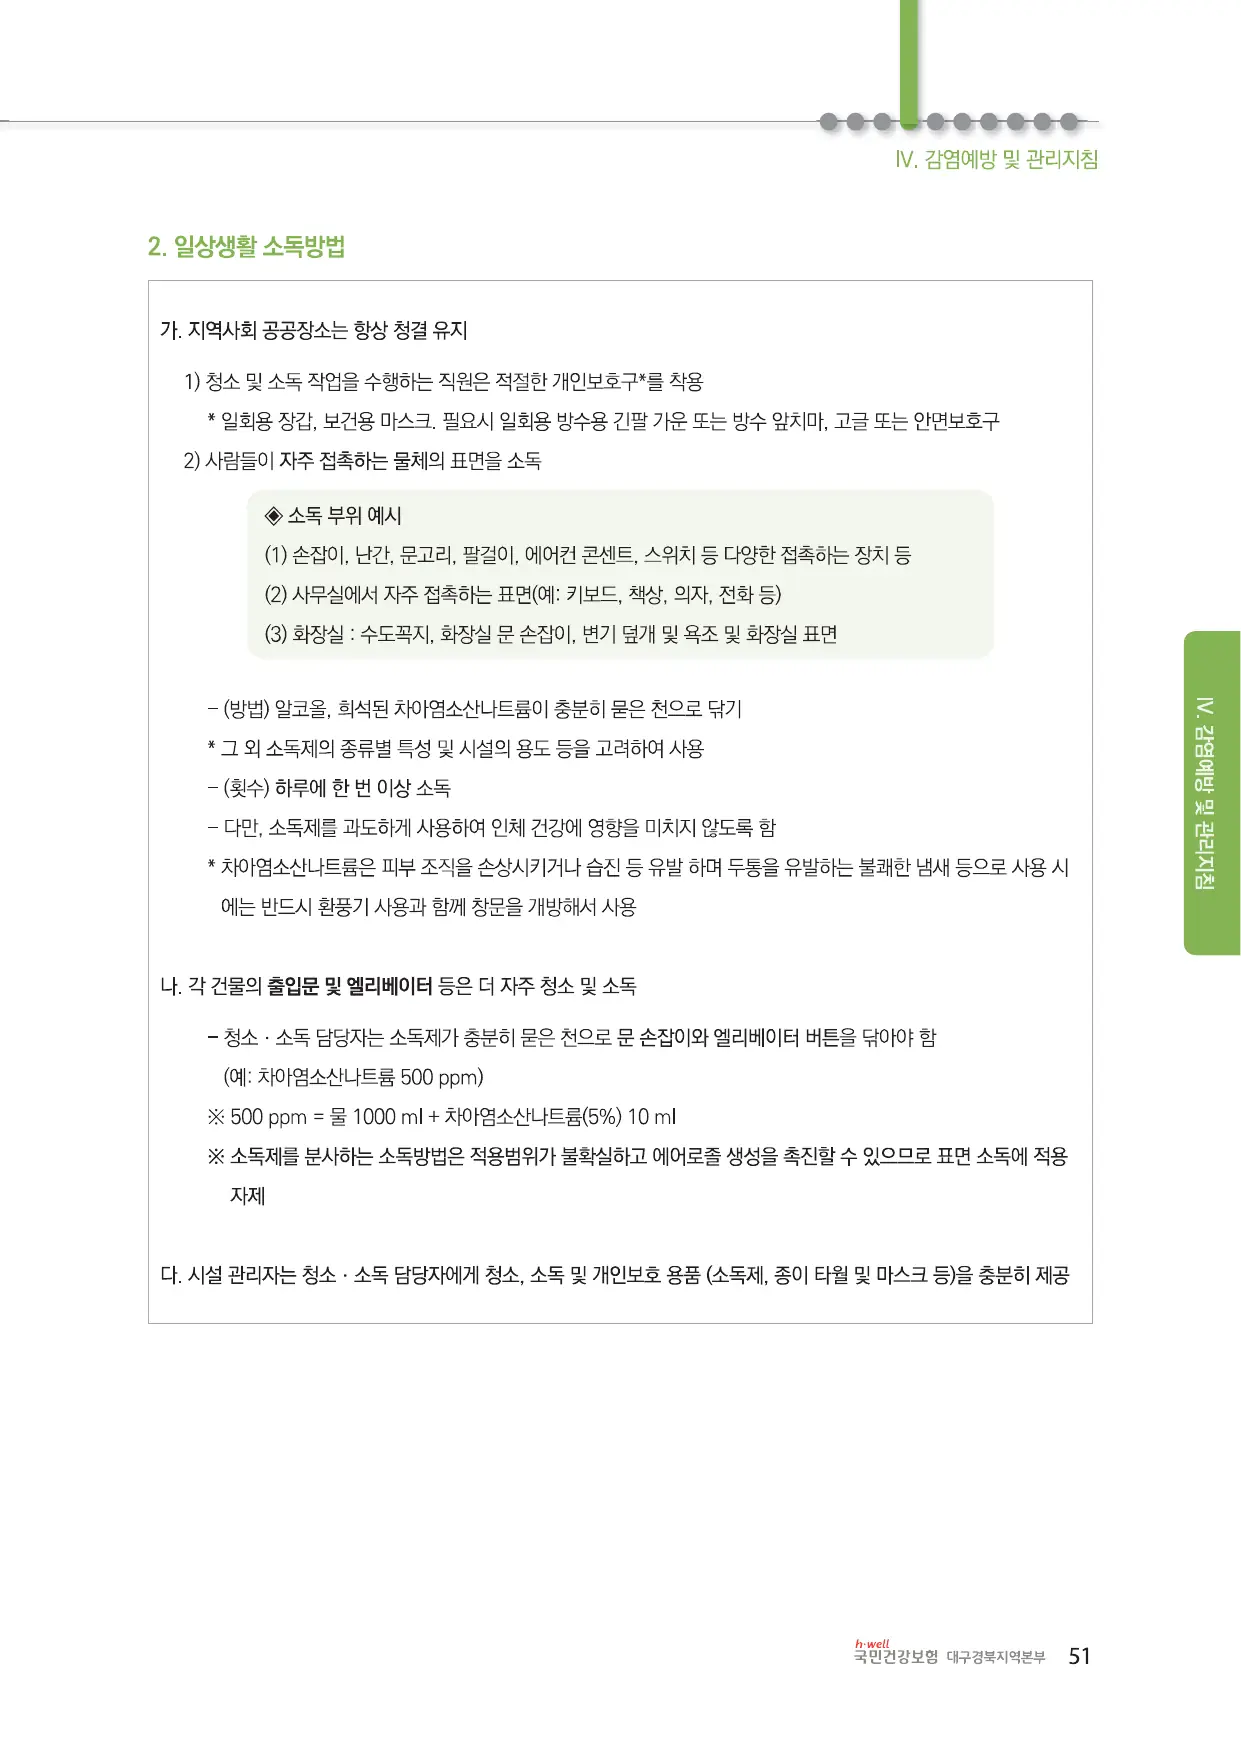 IV. 감염예방 및 관리지침
2. 일상생활 소독방법
가. 지역사회 공공장소는 항상 청결 유지
1) 청소 및 소독 작업을 수행하는 직원은 적절한 개인보호구*를 착용
* 일회용 장갑, 보건용 마스크. 필요시 일회용 방수용 긴팔 가운 또는 방수 앞치마, 고글 또는 안면보호구
2) 사람들이 자주 접촉하는 물체의 표면을 소독
◈ 소독 부위 예시
(1) 손잡이, 난간, 문고리, 팔걸이, 에어컨 콘센트, 스위치 등 다양한 접촉하는 장치 등
(2) 사무실에서 자주 접촉하는 표면(예: 키보드, 책상, 의자, 전화 등)
(3) 화장실 : 수도꼭지, 화장실 문 손잡이, 변기 덮개 및 욕조 및 화장실 표면
- (방법) 알코올, 희석된 차아염소산나트륨이 충분히 묻은 천으로 닦기
* 그 외 소독제의 종류별 특성 및 시설의 용도 등을 고려하여 사용
- (횟수) 하루에 한 번 이상 소독
- 다만, 소독제를 과도하게 사용하여 인체 건강에 영향을 미치지 않도록 함
* 차아염소산나트륨은 피부 조직을 손상시키거나 습진 등 유발 하며 두통을 유발하는 불쾌한 냄새 등으로 사용 시
에는 반드시 환풍기 사용과 함께 창문을 개방해서 사용
나. 각 건물의 출입문 및 엘리베이터 등은 더 자주 청소 및 소독
- 청소 · 소독 담당자는 소독제가 충분히 묻은 천으로 문 손잡이와 엘리베이터 버튼을 닦아야 함
(예: 차아염소산나트륨 500 ppm)
※ 500 ppm = 물 1000 ml + 차아염소산나트륨(5%) 10 ml
※ 소독제를 분사하는 소독방법은 적용범위가 불확실하고 에어로졸 생성을 촉진할 수 있으므로 표면 소독에 적용
자제
다. 시설 관리자는 청소 · 소독 담당자에게 청소, 소독 및 개인보호 용품 (소독제, 종이 타월 및 마스크 등)을 충분히 제공
IV. 감염예방 및 관리지침
h·well
국민건강보험 대구경북지역본부 51